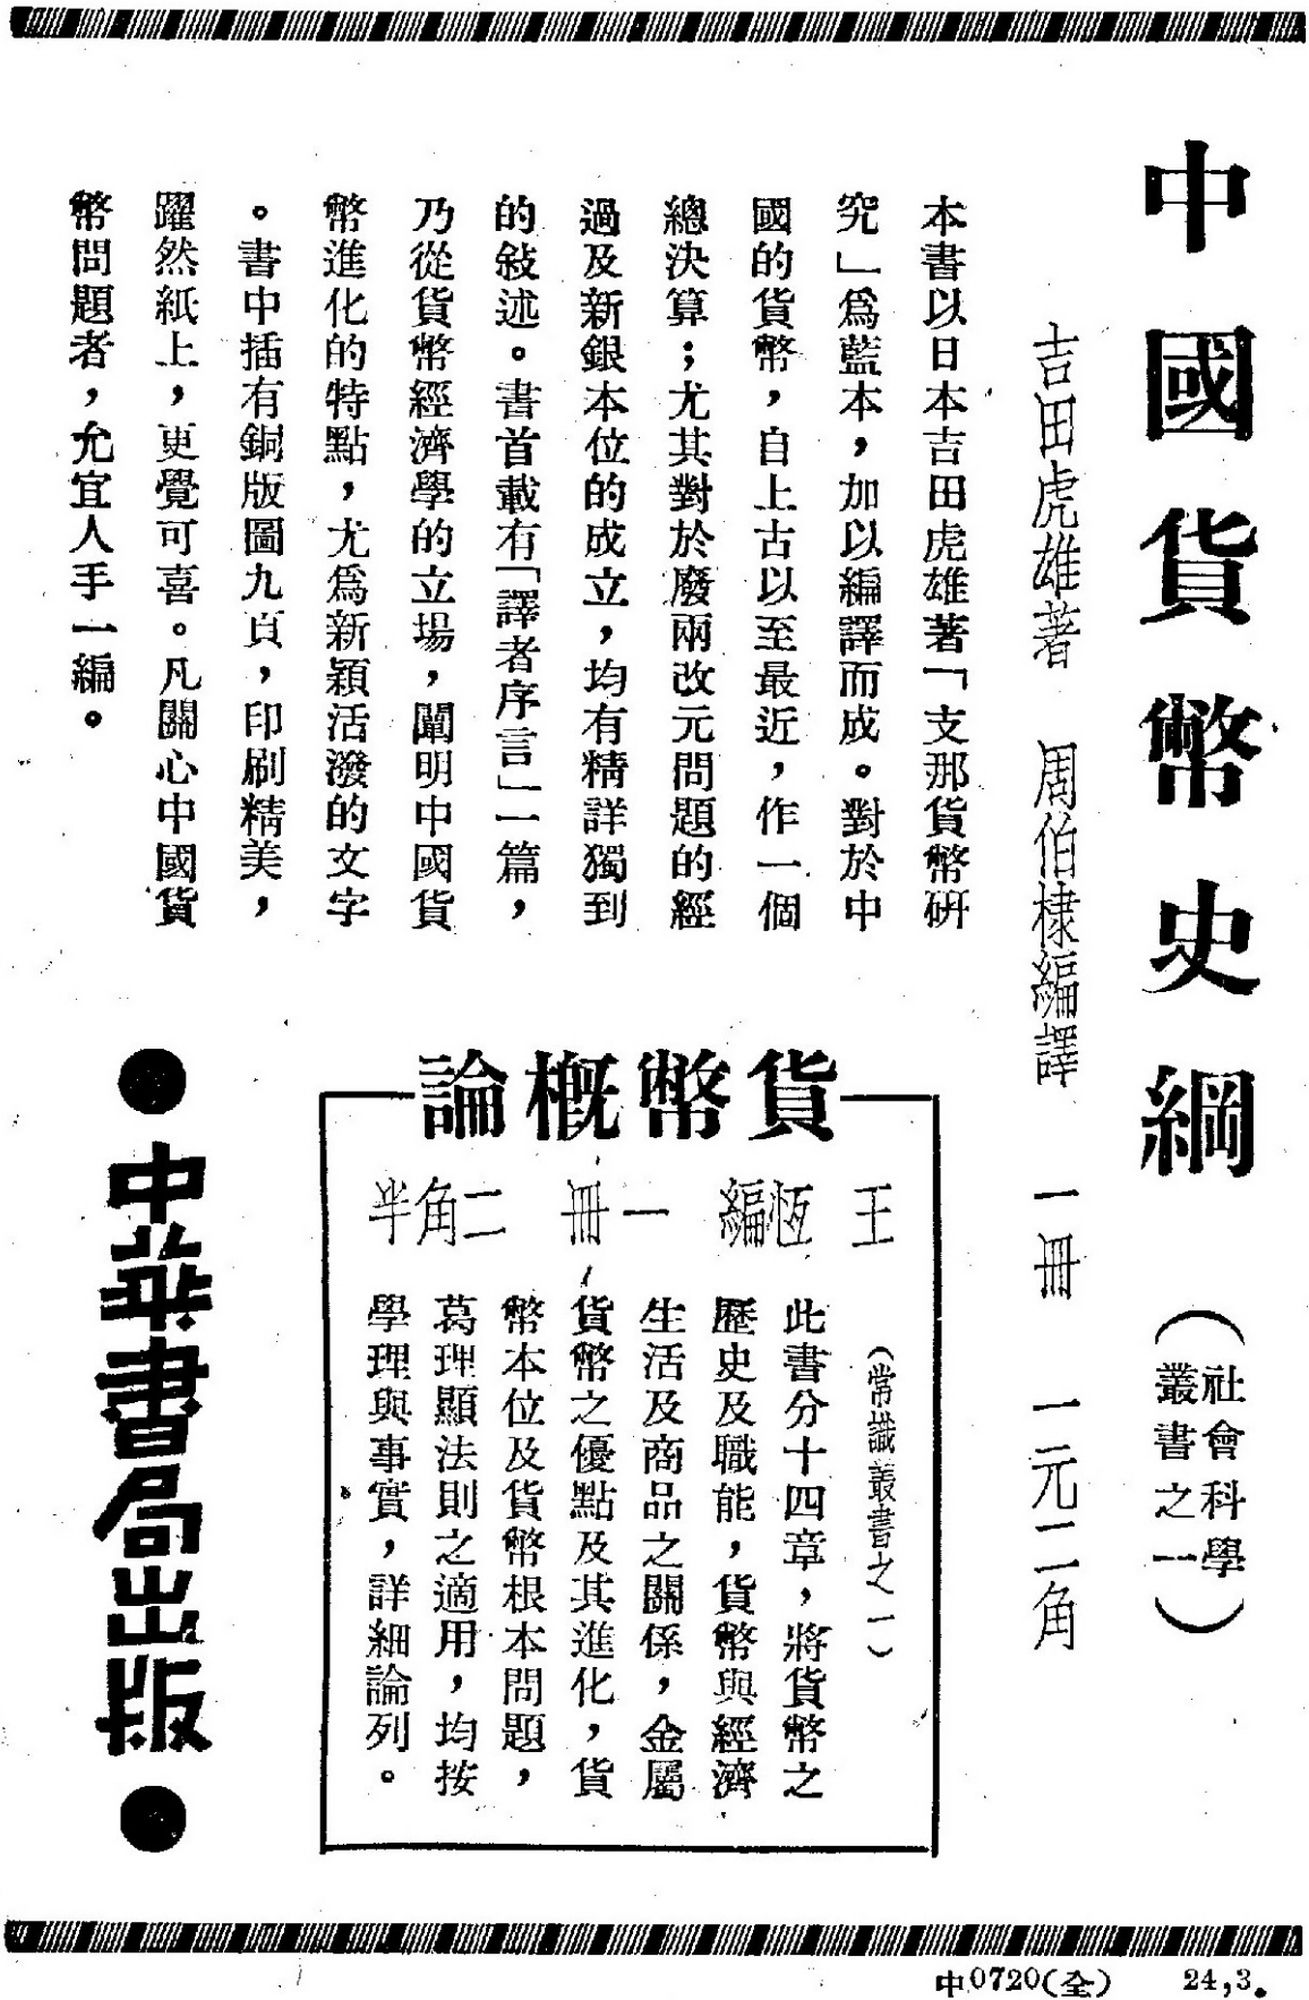 中國貨幣史綱
（社會科學
叢書之一）
吉田虎雄著　周伯棣編譯　一冊　一元二角
本書以日本吉田虎雄著「支那貨幣研
究」爲藍本，加以編譯而成。對於中
國的貨幣，自上古以至最近，作一個
總決算；尤其對於廢兩改元問題的經
過及新銀本位的成立，均有精詳獨到
的敍述。書首載有「譯者序言」一篇，
乃從貨幣經濟學的立場，闡明中國貨
幣進化的特點，尤爲新穎活潑的文字
。書中插有銅版圖九頁，印刷精美，
躍然紙上，更覺可喜。凡關心中國貨
幣問題者，允宜人手一編。
貨幣概論
王恆編　一冊　二角半
（常識叢書之一）
此書分十四章，將貨幣之
歷史及職能，貨幣與經濟
生活及商品之關係，金屬
貨幣之優點及其進化，貨
幣本位及貨幣根本問題，
葛理顯法則之適用，均按
學理與事實，詳細論列。
中華書局出版
中0720(全)　24,3.